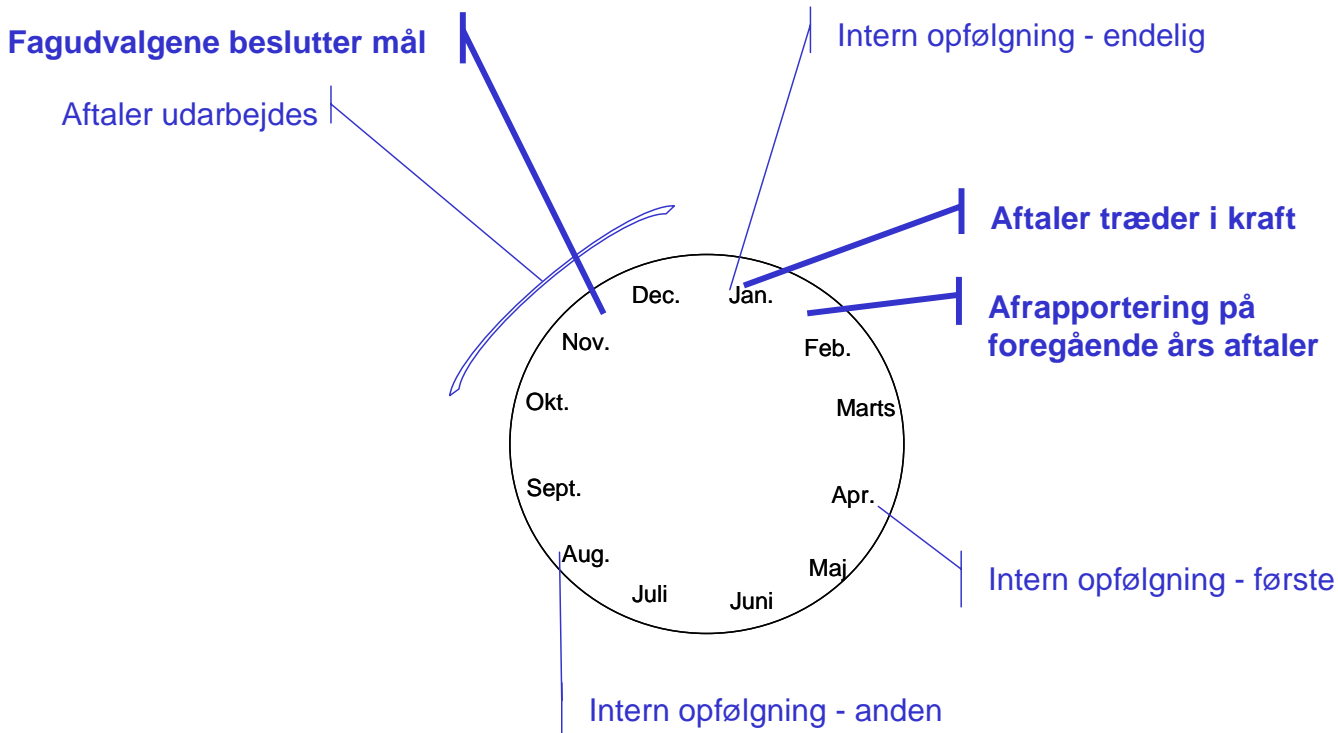 Fagudvalgene beslutter mål
Intern opfølgning - endelig
Aftaler udarbejdes
Aftaler træder i kraft
Afrapportering på
foregående års aftaler
Dec.
Jan.
Nov.
Feb.
Okt.
Marts
Sept.
Apr.
Aug.
Maj
Juli
Juni
Intern opfølgning - første
Intern opfølgning - anden